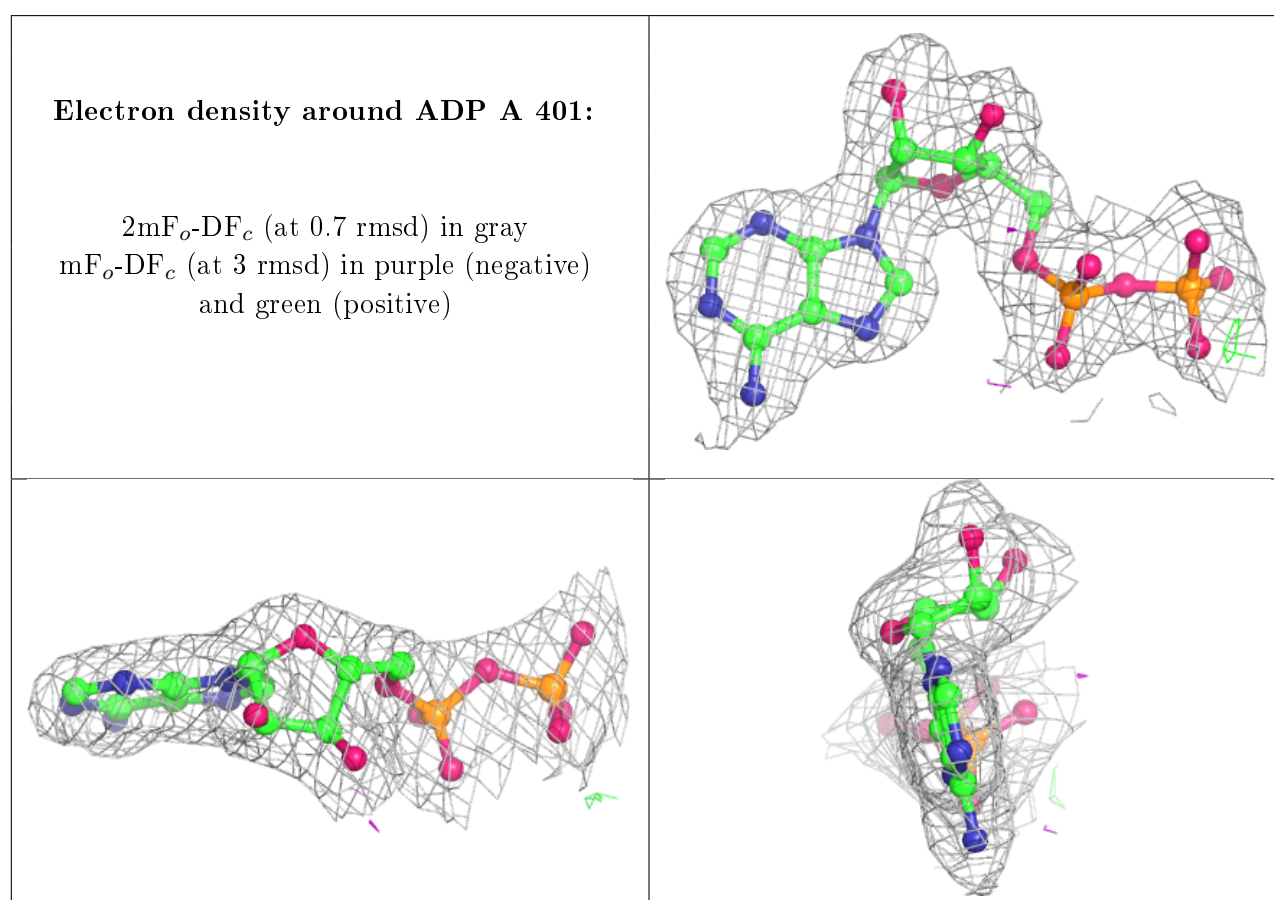 Electron density around ADP A 401:
2mFo-DFc (at 0.7 rmsd) in gray
mFo-DFc (at 3 rmsd) in purple (negative)
and green (positive)